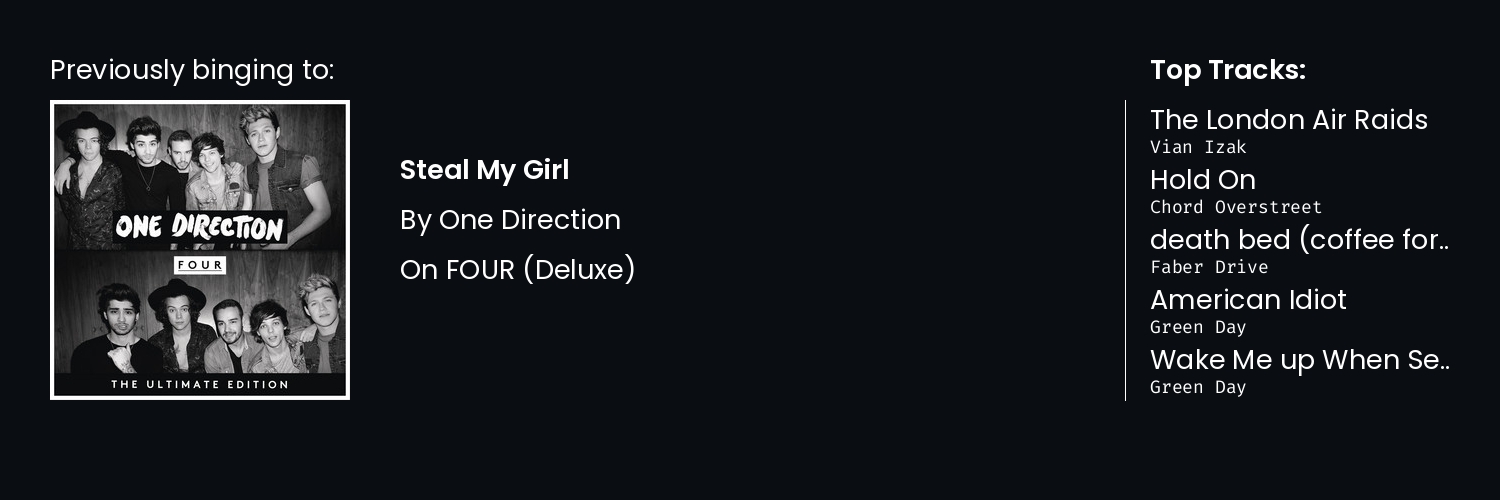 Previously binging to:
ONE DIRECTION
FOUR
THE ULTIMATE EDITION
Steal My Girl
By One Direction
On FOUR (Deluxe)
Top Tracks:
The London Air Raids
Vian Izak
Hold On
Chord Overstreet
death bed (coffee for..
Faber Drive
American Idiot
Green Day
Wake Me up When Se..
Green Day